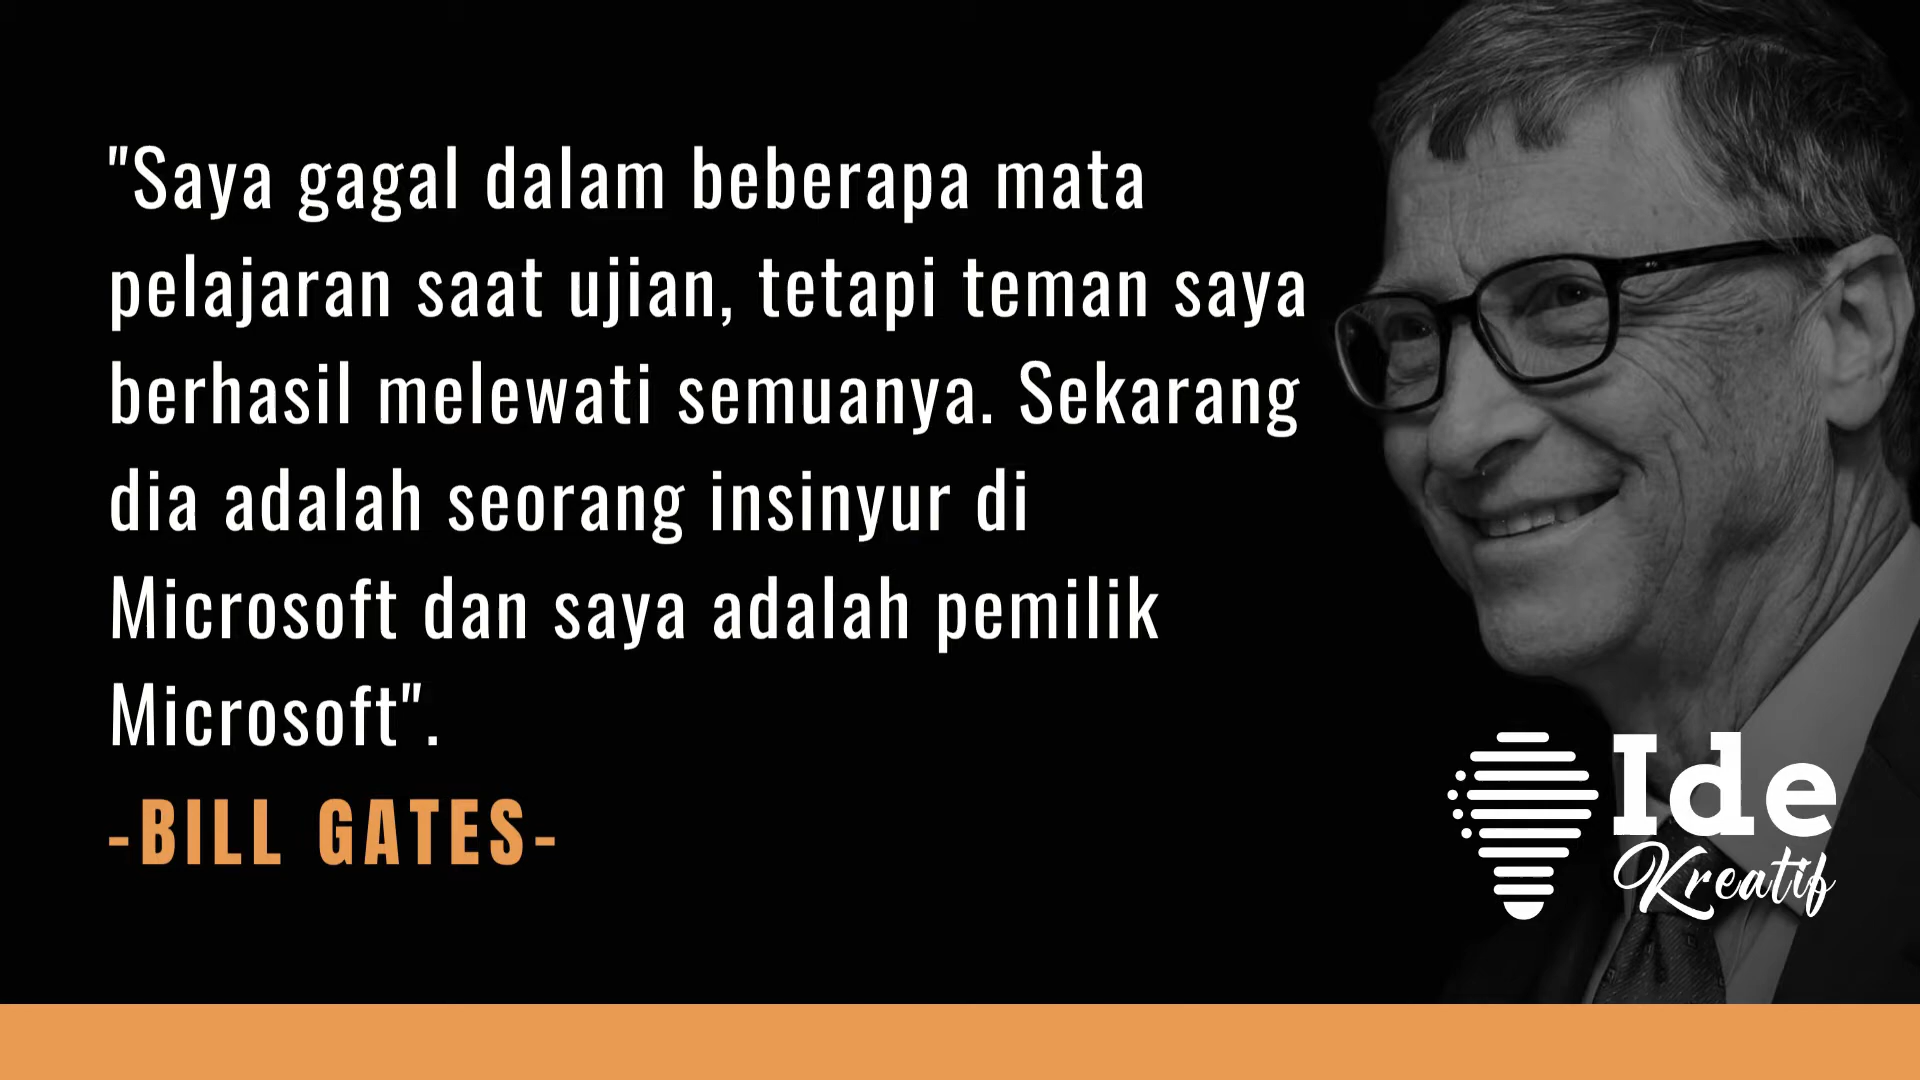 "Saya gagal dalam beberapa mata
pelajaran saat ujian, tetapi teman saya
berhasil melewati semuanya. Sekarang
dia adalah seorang insinyur di
Microsoft dan saya adalah pemilik
Microsoft".
-BILL GATES-
Ide
Kreatif